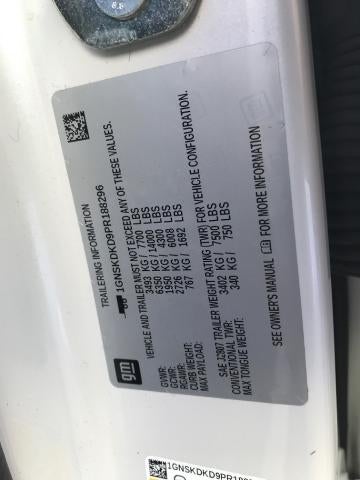 TRAILERING INFORMATION
1GNSKDKD9PR188296
VEHICLE AND TRAILER MUST NOT EXCEED ANY OF THESE VALUES.
gm
GVWR: 3493 KG / 7700 LBS
GCWR: 6350 KG / 14000 LBS
RGAWR: 1950 KG / 4300 LBS
CURB WEIGHT: 2726 KG / 6008 LBS
MAX PAYLOAD: 767 KG / 1692 LBS
SAE J2807 TRAILER WEIGHT RATING (TWR) FOR VEHICLE CONFIGURATION.
CONVENTIONAL TWR: 3402 KG / 7500 LBS
MAX TONGUE WEIGHT: 340 KG / 750 LBS
SEE OWNER'S MANUAL FOR MORE INFORMATION
gm